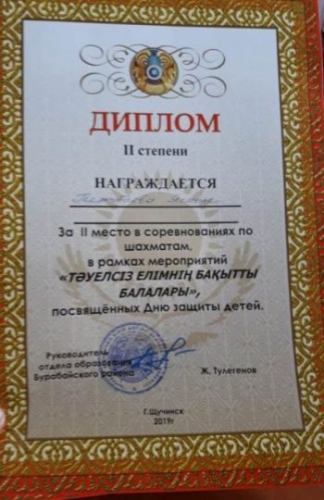 ДИПЛОМ
II степени
НАГРАЖДАЕТСЯ
За II место в соревнованиях по
шахматам,
в рамках мероприятий
«ТӘУЕЛСІЗ ЕЛІМНІҢ БАҚЫТТЫ
БАЛАЛАРЫ»,
посвящённых Дню защиты детей.
Руководитель
отдела образования
Бурабайского района
Ж. Тулегенов
Г.Щучинск
2019г